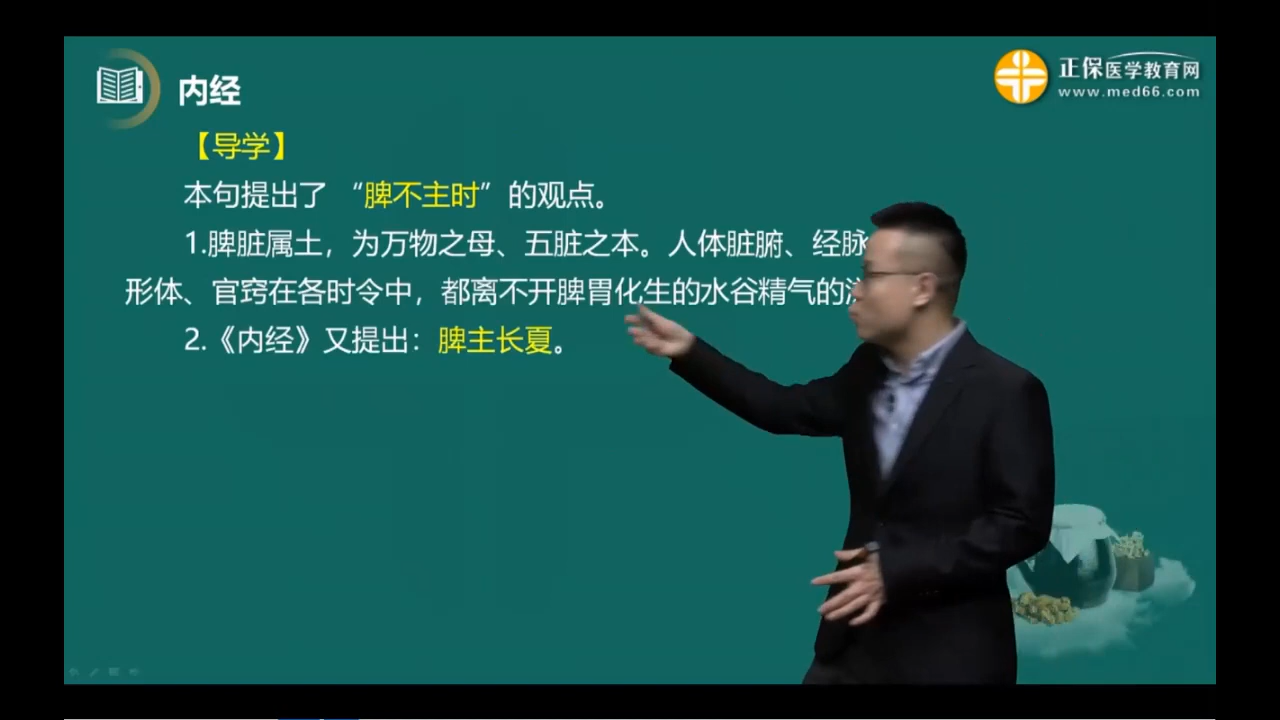 内经
正保医学教育网
www.med66.com
【导学】
本句提出了 “脾不主时”的观点。
1.脾脏属土，为万物之母、五脏之本。人体脏腑、经脉
形体、官窍在各时令中，都离不开脾胃化生的水谷精气的
2.《内经》又提出：脾主长夏。